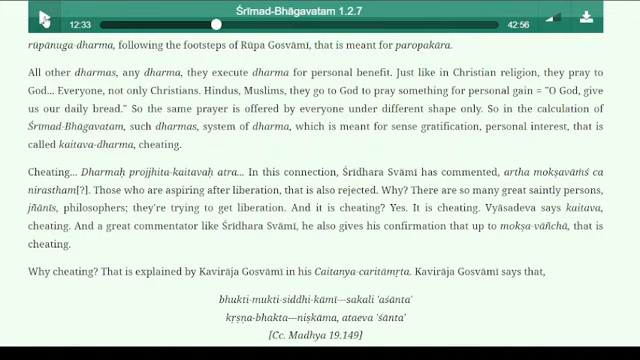 Śrīmad-Bhāgavatam 1.2.7
12:33
42:56
rūpānuga-dharma, following the footsteps of Rūpa Gosvāmī, that is meant for paropakāra.
All other dharmas, any dharma, they execute dharma for personal benefit. Just like in Christian religion, they pray to
God... Everyone, not only Christians. Hindus, Muslims, they go to God to pray something for personal gain = "O God, give
us our daily bread." So the same prayer is offered by everyone under different shape only. So in the calculation of
Śrīmad-Bhāgavatam, such dharmas, system of dharma, which is meant for sense gratification, personal interest, that is
called kaitava-dharma, cheating.
Cheating... Dharmaḥ projjhita-kaitavaḥ atra... In this connection, Śrīdhara Svāmī has commented, artha mokṣavāṁś ca
nirastham[?]. Those who are aspiring after liberation, that is also rejected. Why? There are so many great saintly persons,
jñānīs, philosophers; they're trying to get liberation. And it is cheating? Yes. It is cheating. Vyāsadeva says kaitava,
cheating. And a great commentator like Śrīdhara Svāmī, he also gives his confirmation that up to mokṣa-vāñchā, that is
cheating.
Why cheating? That is explained by Kavirāja Gosvāmī in his Caitanya-caritāmṛta. Kavirāja Gosvāmī says that,
bhukti-mukti-siddhi-kāmī---sakali 'aśānta'
kṛṣṇa-bhakta---niṣkāma, ataeva 'śānta'
[Cc. Madhya 19.149]